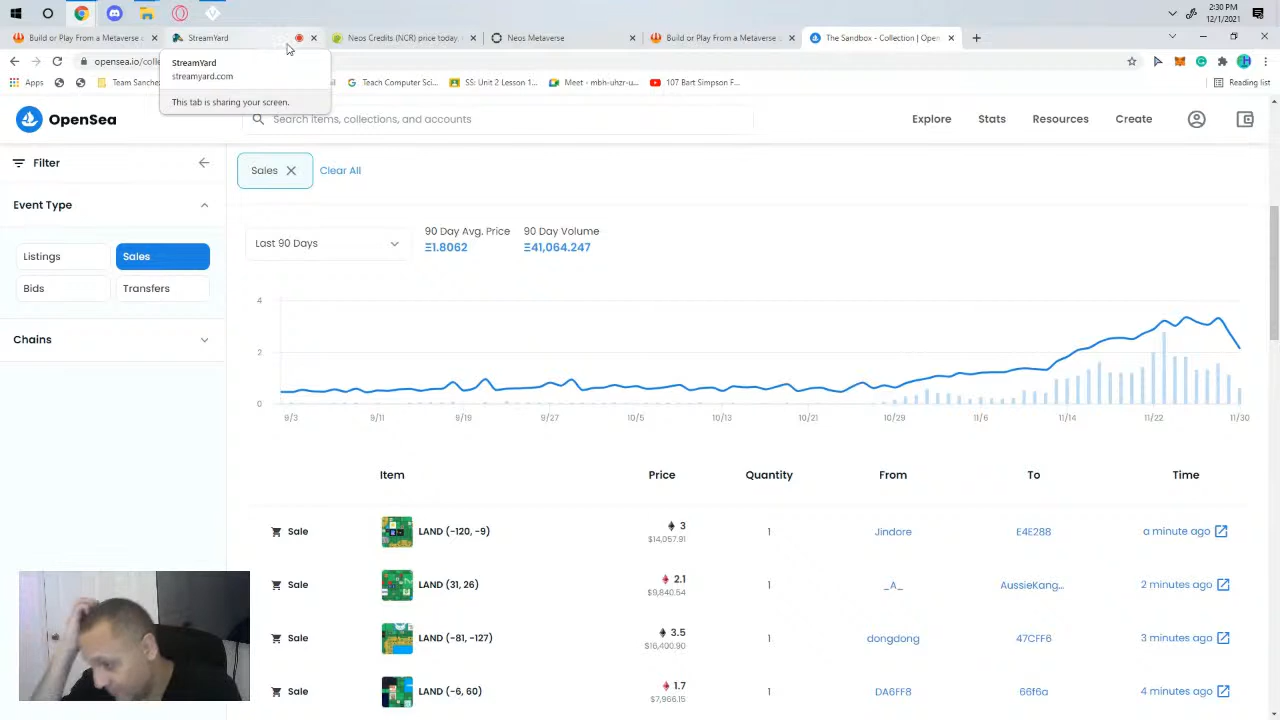 2:30 PM
12/1/2021
Build or Play From a Metaverse
StreamYard
Neos Credits (NCR) price today,
Neos Metaverse
Build or Play From a Metaverse
The Sandbox - Collection | Open
opensea.io/colle
StreamYard
streamyard.com
This tab is sharing your screen.
Apps
Team Sanchez
Teach Computer Sci...
SS: Unit 2 Lesson 1...
Meet - mbh-uhzr-u...
107 Bart Simpson F...
Reading list
OpenSea
Search items, collections, and accounts
Explore
Stats
Resources
Create
Filter
Sales
Clear All
Event Type
Listings
Sales
Bids
Transfers
Chains
Last 90 Days
90 Day Avg. Price
Ξ1.8062
90 Day Volume
Ξ41,064.247
4
2
0
9/3
9/11
9/19
9/27
10/5
10/13
10/21
10/29
11/6
11/14
11/22
11/30
Item
Price
Quantity
From
To
Time
Sale
LAND (-120, -9)
3
$14,057.91
1
Jindore
E4E288
a minute ago
Sale
LAND (31, 26)
2.1
$9,840.54
1
_A_
AussieKang...
2 minutes ago
Sale
LAND (-81, -127)
3.5
$16,400.90
1
dongdong
47CFF6
3 minutes ago
Sale
LAND (-6, 60)
1.7
$7,966.15
1
DA6FF8
66f6a
4 minutes ago